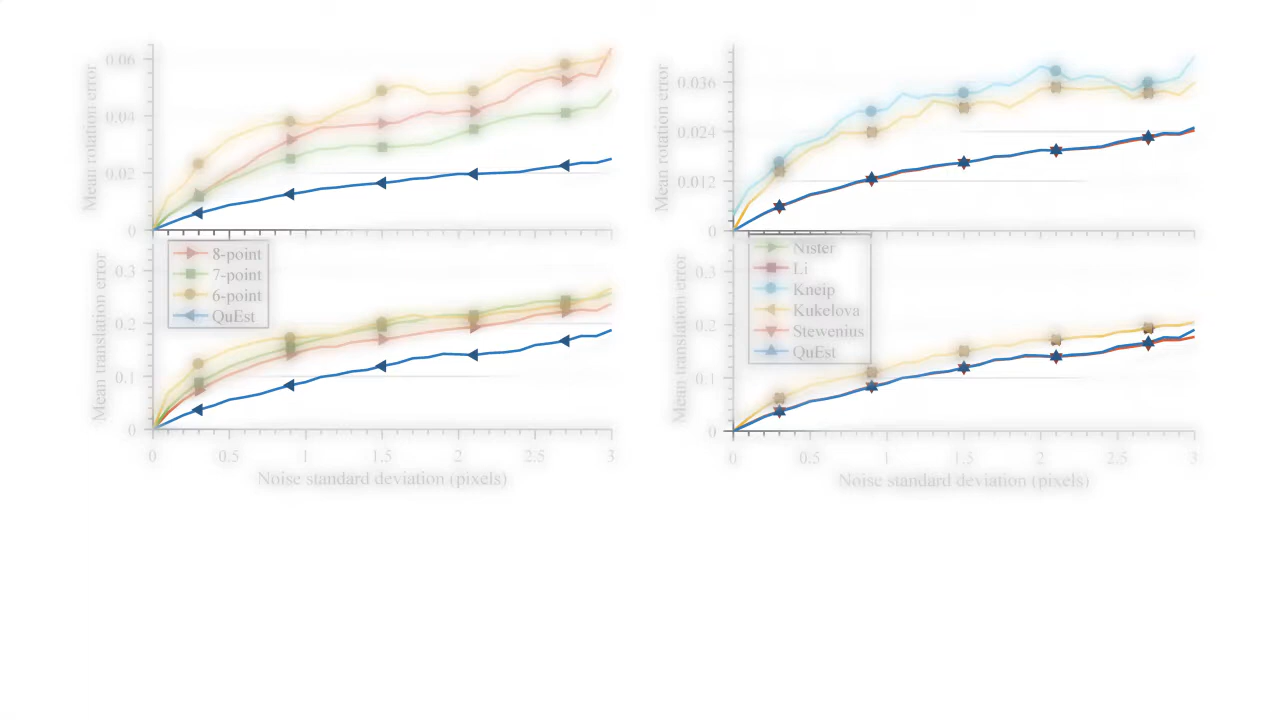 Mean rotation error
0.06
0.04
0.02
0
8-point
7-point
6-point
QuEst
Mean translation error
0.3
0.2
0.1
0
0 0.5 1 1.5 2 2.5 3
Noise standard deviation (pixels)
Mean rotation error
0.036
0.024
0.012
0
Nister
Li
Kneip
Kukelova
Stewenius
QuEst
Mean translation error
0.3
0.2
0.1
0
0 0.5 1 1.5 2 2.5 3
Noise standard deviation (pixels)